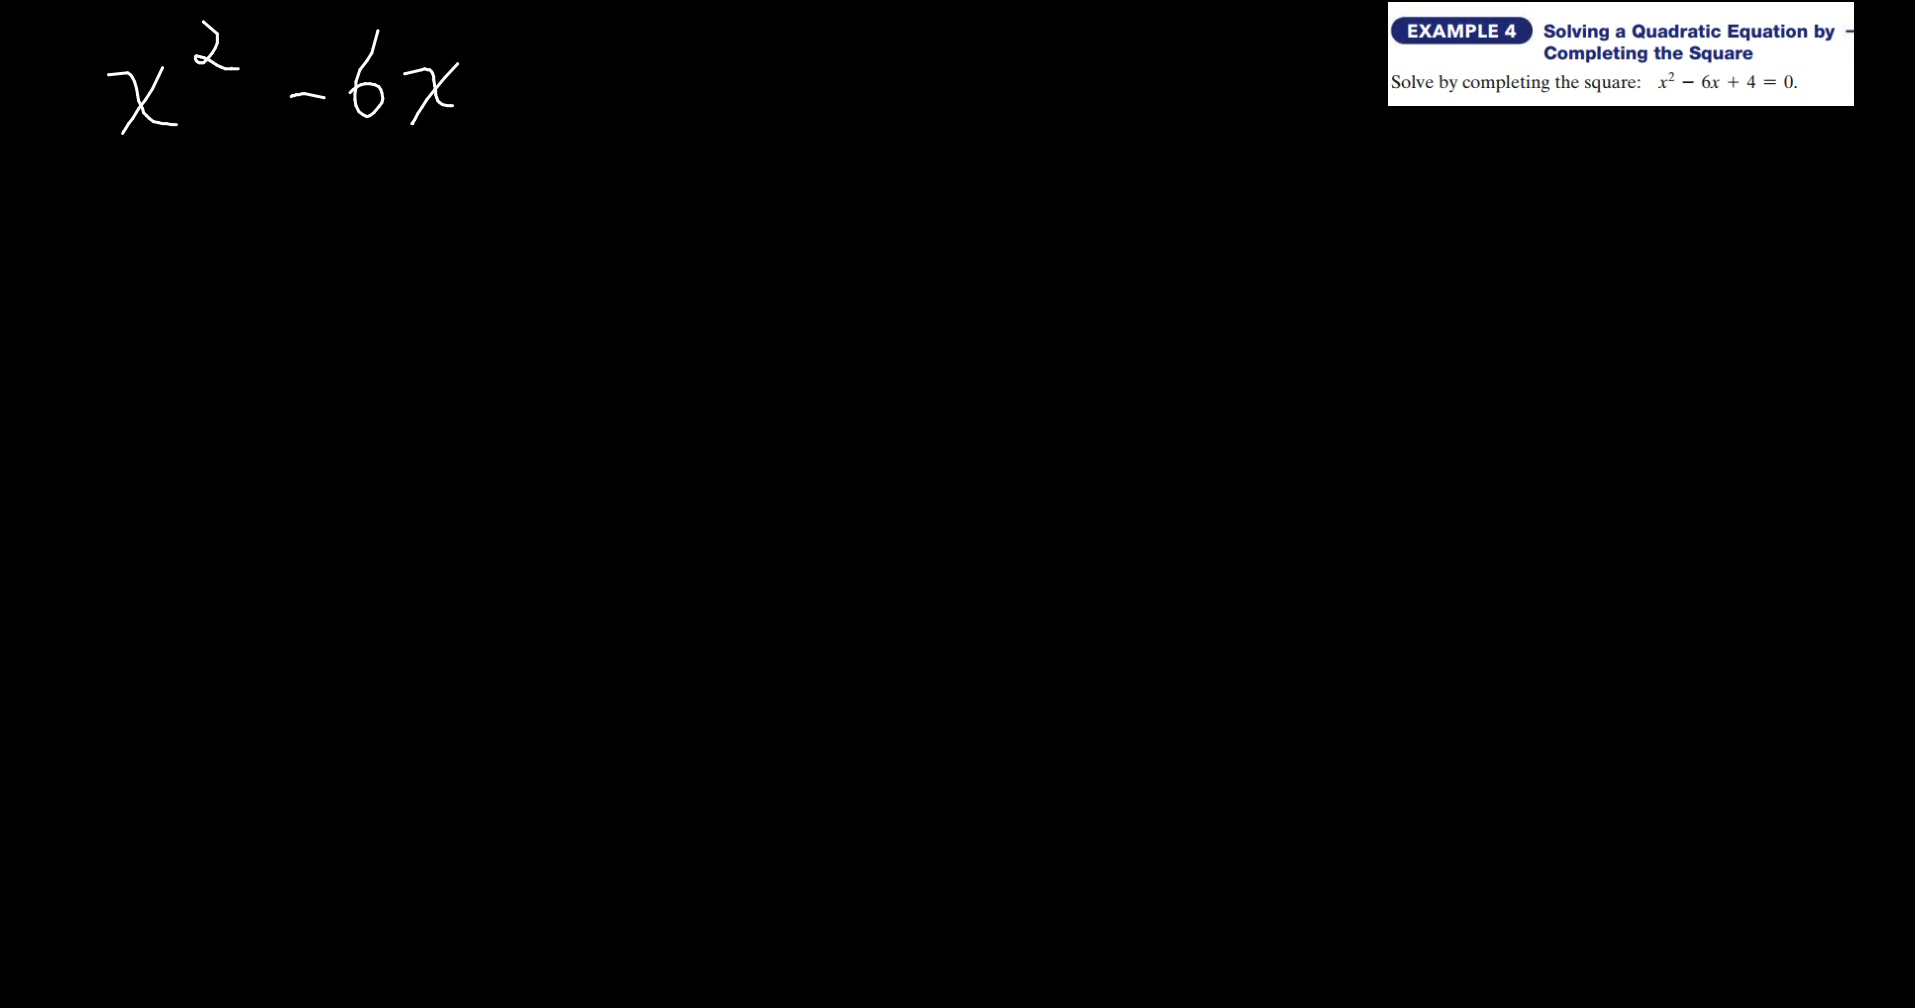 x² - 6x
EXAMPLE 4 Solving a Quadratic Equation by
Completing the Square
Solve by completing the square: x² − 6x + 4 = 0.